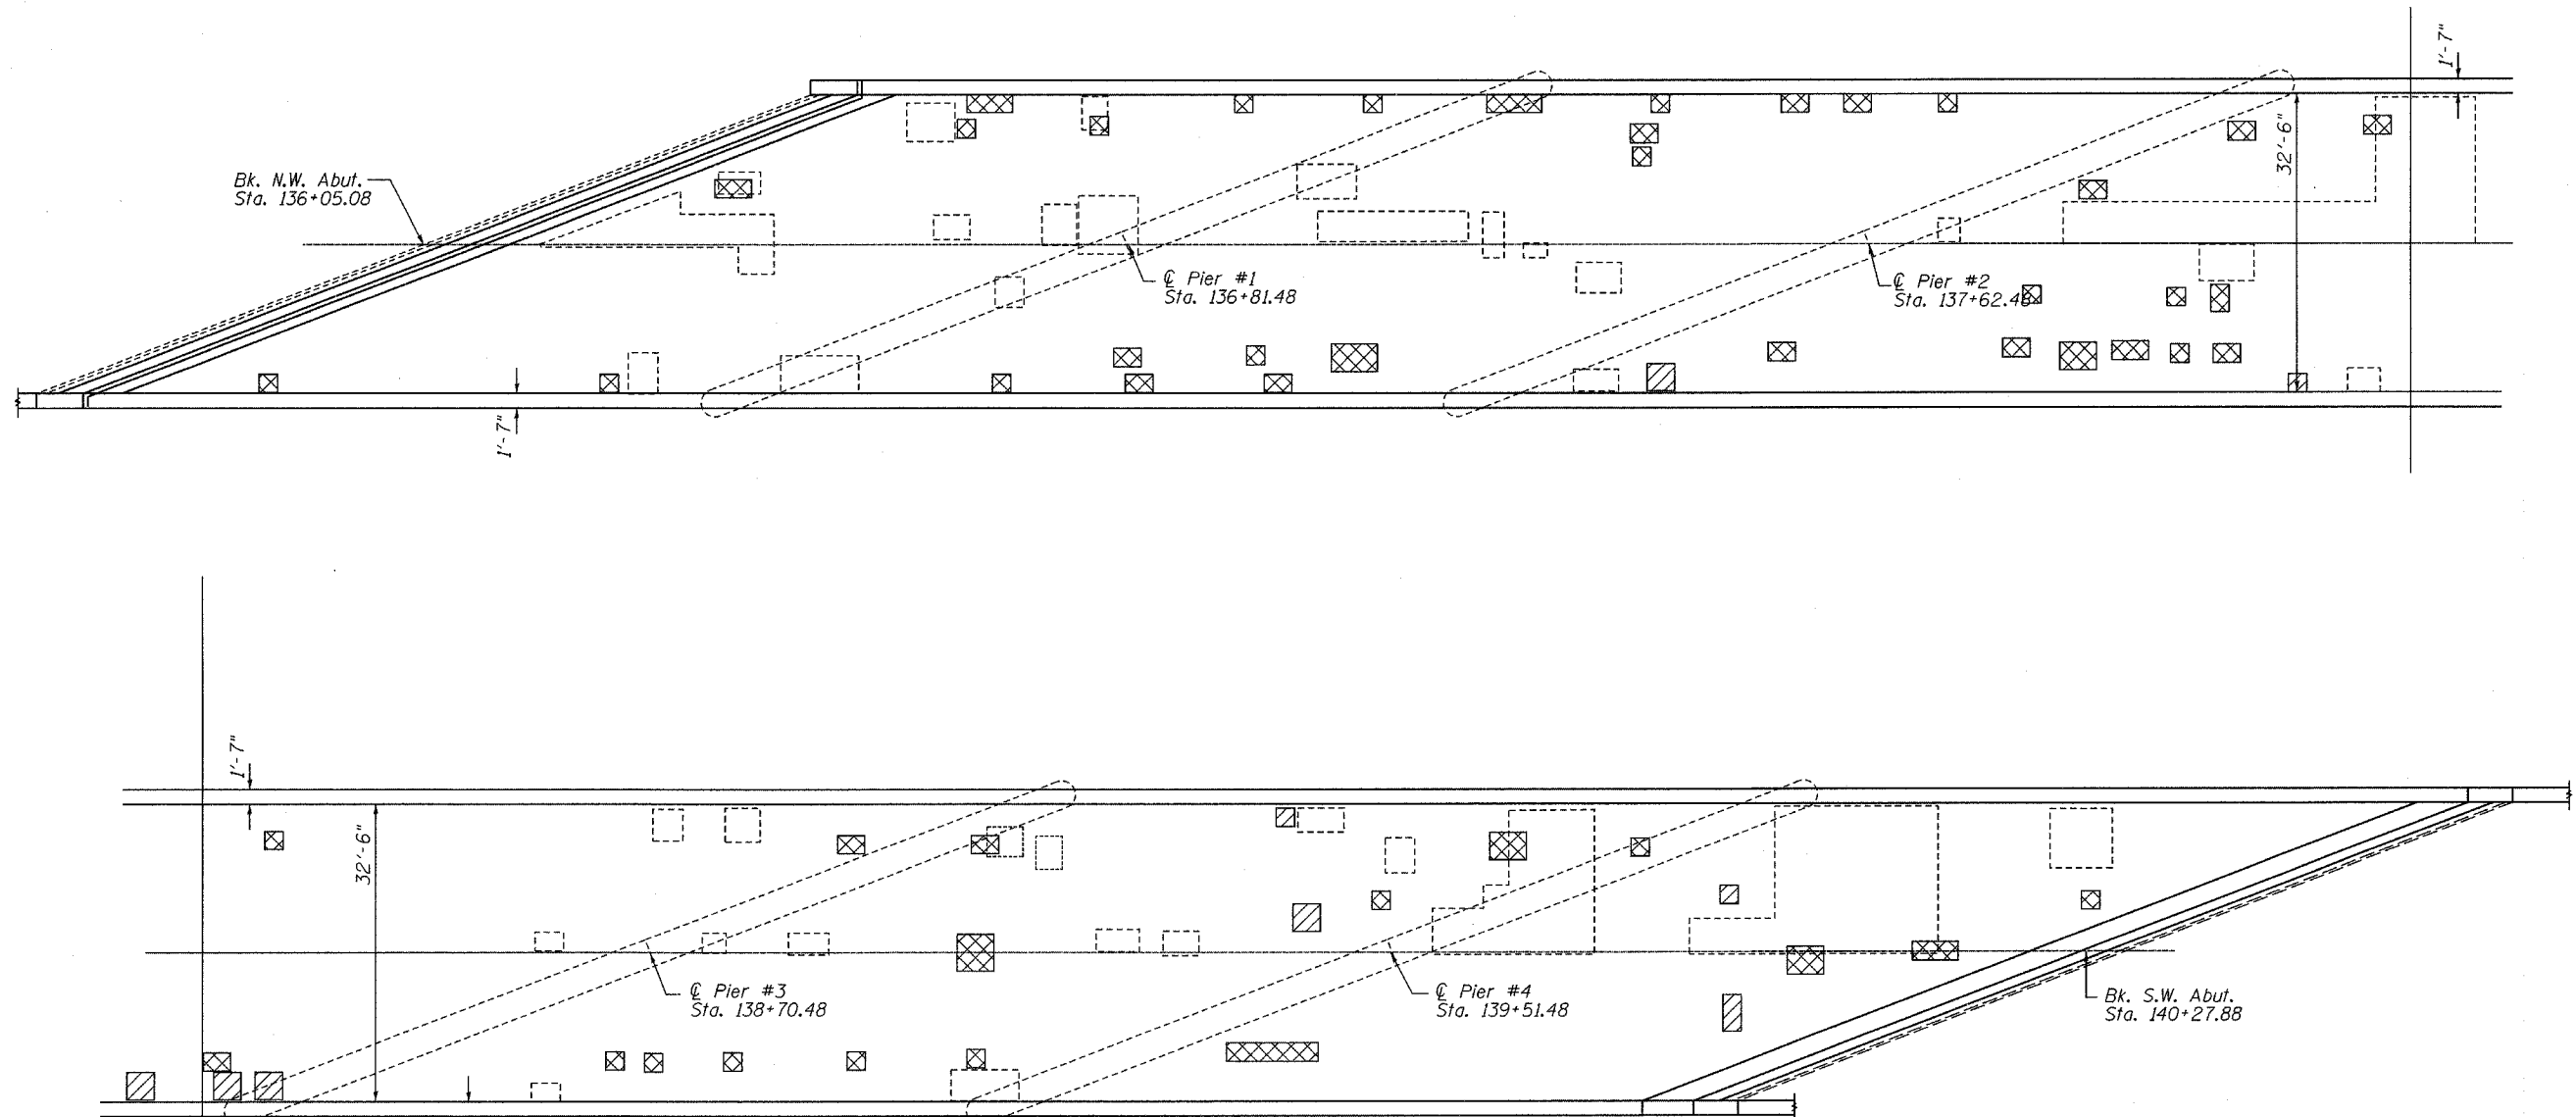 1'-7"
Bk. N.W. Abut.
Sta. 136+05.08
32'-6"
℄ Pier #1
Sta. 136+81.48
℄ Pier #2
Sta. 137+62.48
1'-7"
1'-7"
32'-6"
℄ Pier #3
Sta. 138+70.48
℄ Pier #4
Sta. 139+51.48
Bk. S.W. Abut.
Sta. 140+27.88